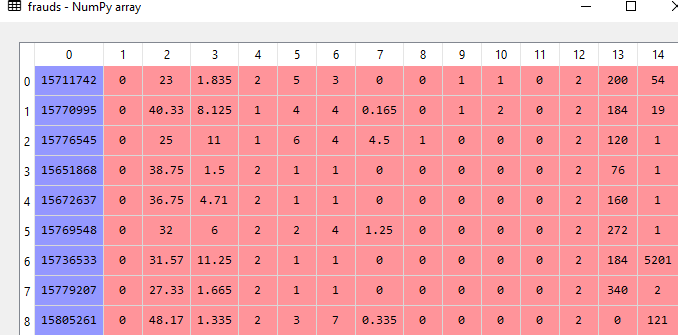 frauds - NumPy array
0 1 2 3 4 5 6 7 8 9 10 11 12 13 14
0 15711742 0 23 1.835 2 5 3 0 0 1 1 0 2 200 54
1 15770995 0 40.33 8.125 1 4 4 0.165 0 1 2 0 2 184 19
2 15776545 0 25 11 1 6 4 4.5 1 0 0 0 2 120 1
3 15651868 0 38.75 1.5 2 1 1 0 0 0 0 0 2 76 1
4 15672637 0 36.75 4.71 2 1 1 0 0 0 0 0 2 160 1
5 15769548 0 32 6 2 2 4 1.25 0 0 0 0 2 272 1
6 15736533 0 31.57 11.25 2 1 1 0 0 0 0 0 2 184 5201
7 15779207 0 27.33 1.665 2 1 1 0 0 0 0 0 2 340 2
8 15805261 0 48.17 1.335 2 3 7 0.335 0 0 0 0 2 0 121